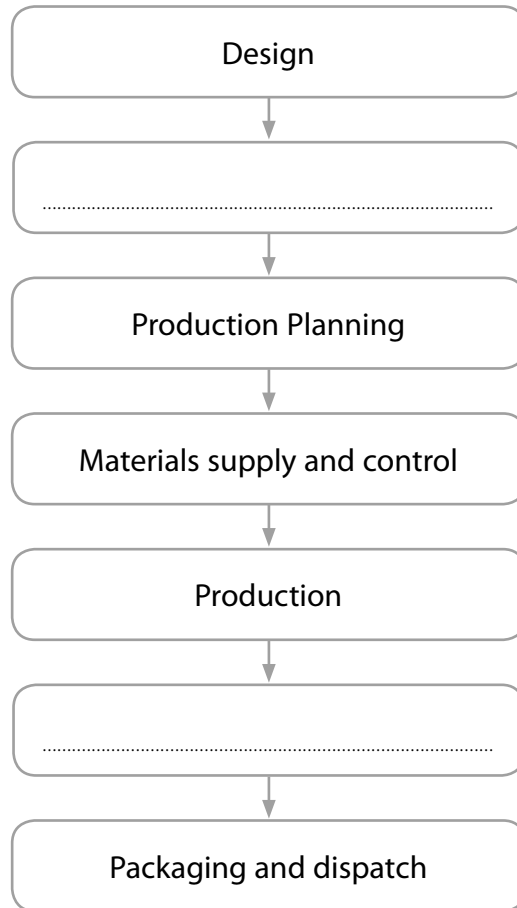 Design
Production Planning
Materials supply and control
Production
Packaging and dispatch